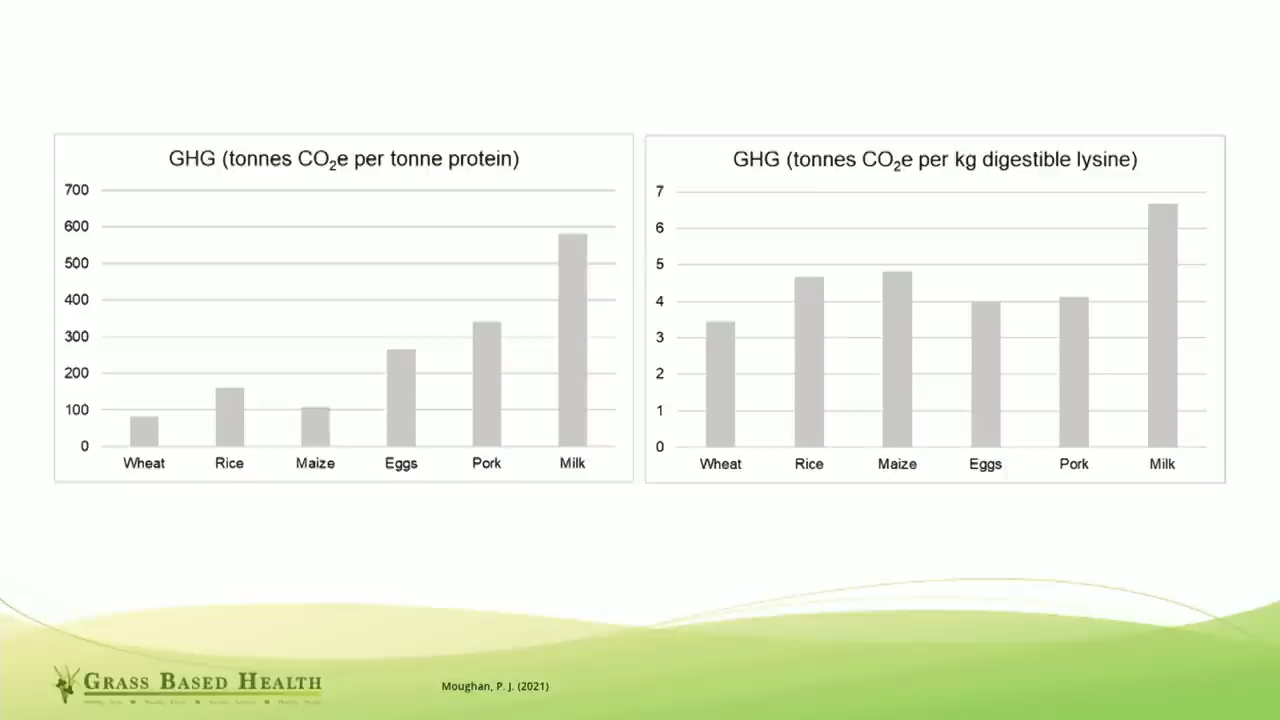 GHG (tonnes CO₂e per tonne protein)
700
600
500
400
300
200
100
0
Wheat Rice Maize Eggs Pork Milk
GHG (tonnes CO₂e per kg digestible lysine)
7
6
5
4
3
2
1
0
Wheat Rice Maize Eggs Pork Milk
GRASS BASED HEALTH
Moughan, P. J. (2021)